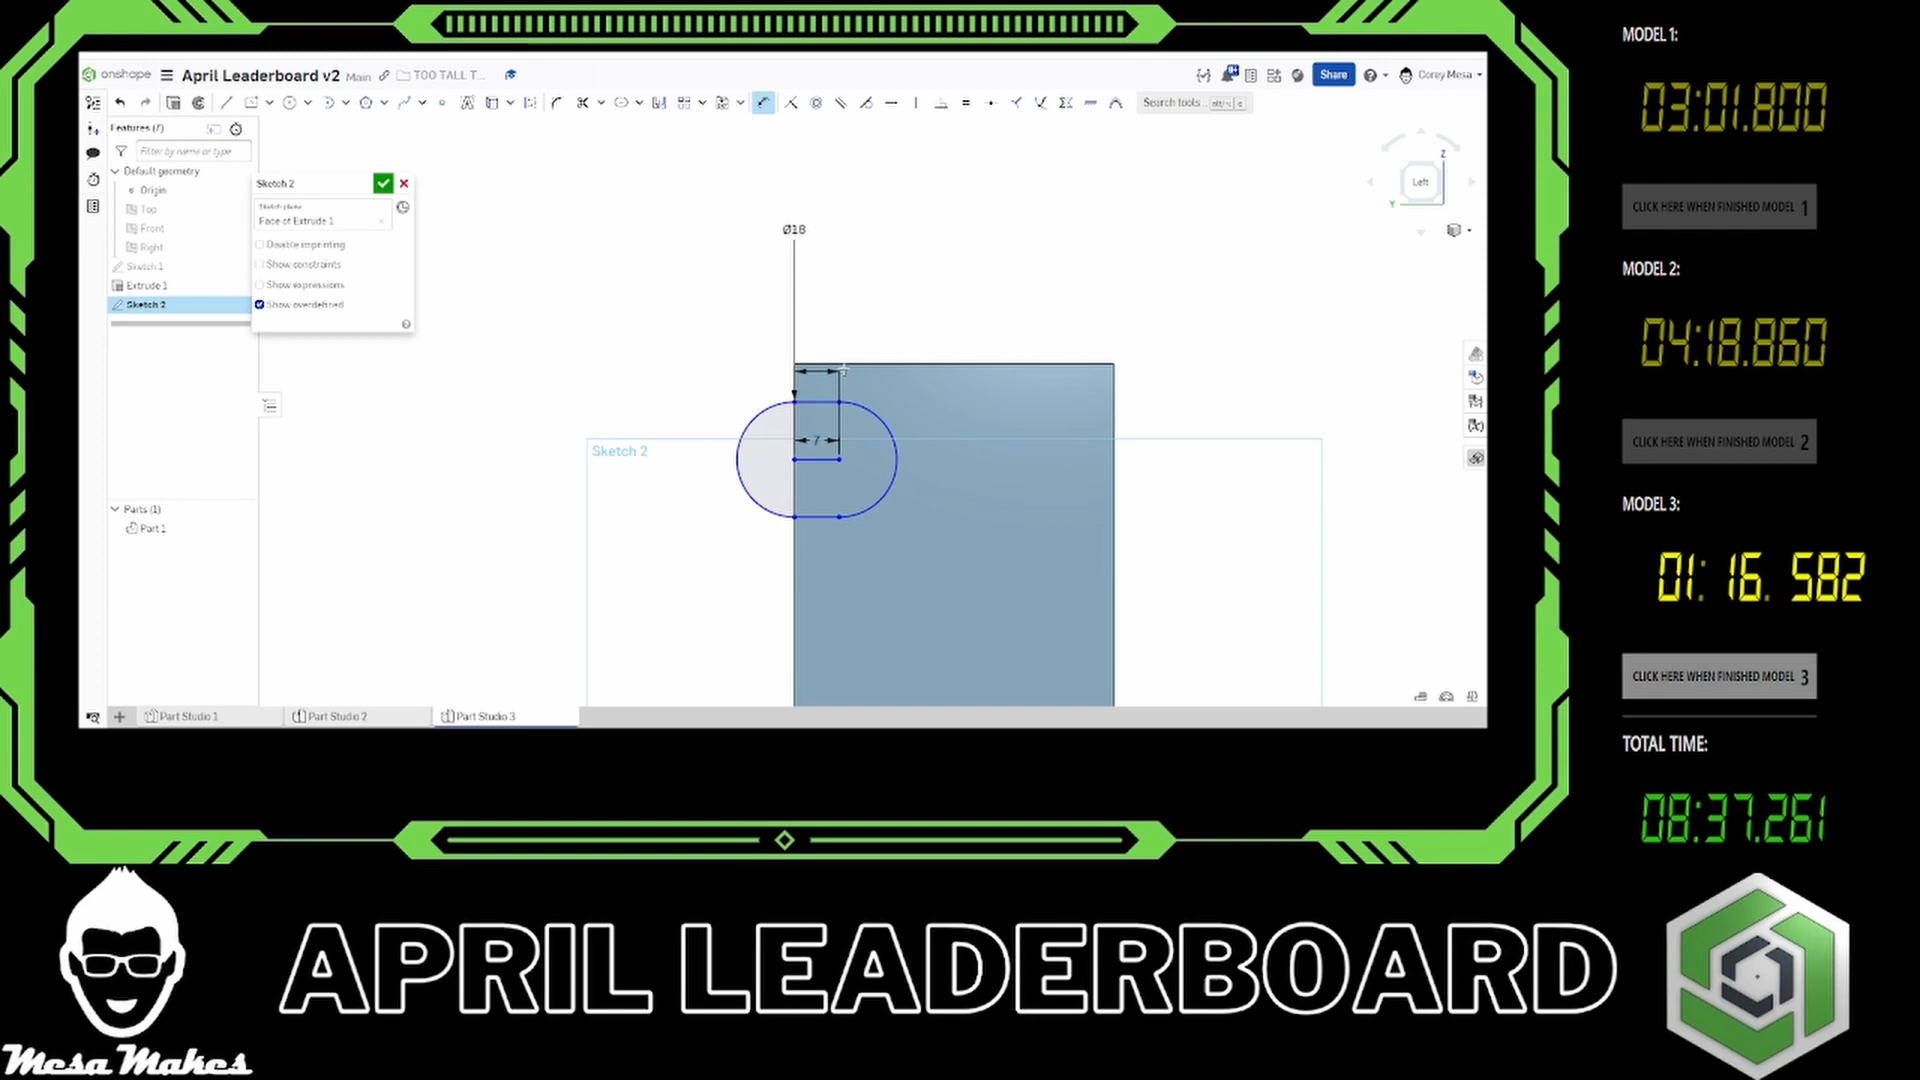 onshape
April Leaderboard v2
Main
TOO TALL T...
Share
Corey Mesa
Search tools...
alt/⌥
c
Features (7)
Filter by name or type
Default geometry
Origin
Top
Front
Right
Sketch 1
Extrude 1
Sketch 2
Parts (1)
Part 1
Sketch 2
Sketch plane
Face of Extrude 1
Disable imprinting
Show constraints
Show expressions
Show overdefined
Ø18
7
Sketch 2
Z
Left
Y
Part Studio 1
Part Studio 2
Part Studio 3
MODEL 1:
03:01.800
CLICK HERE WHEN FINISHED MODEL 1
MODEL 2:
04:18.860
CLICK HERE WHEN FINISHED MODEL 2
MODEL 3:
01:16.582
CLICK HERE WHEN FINISHED MODEL 3
TOTAL TIME:
08:37.261
APRIL LEADERBOARD
Mesa Makes